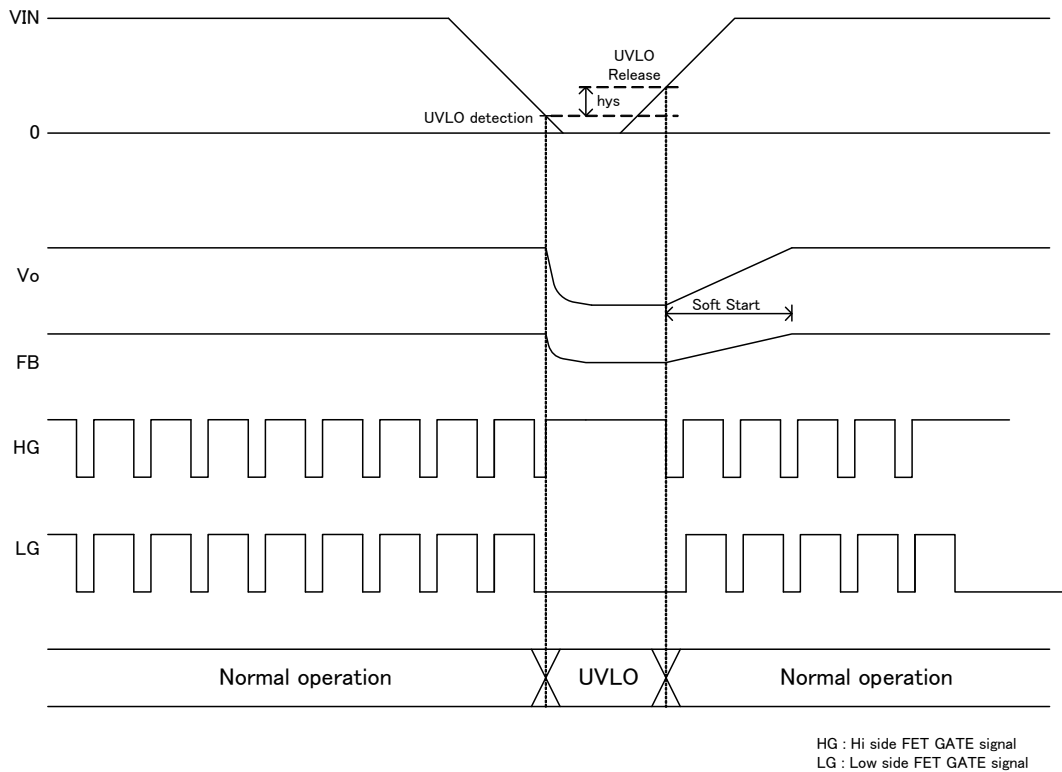 VIN
UVLO
Release
hys
UVLO detection
0
Vo
Soft Start
FB
HG
LG
Normal operation
UVLO
Normal operation
HG : Hi side FET GATE signal
LG : Low side FET GATE signal